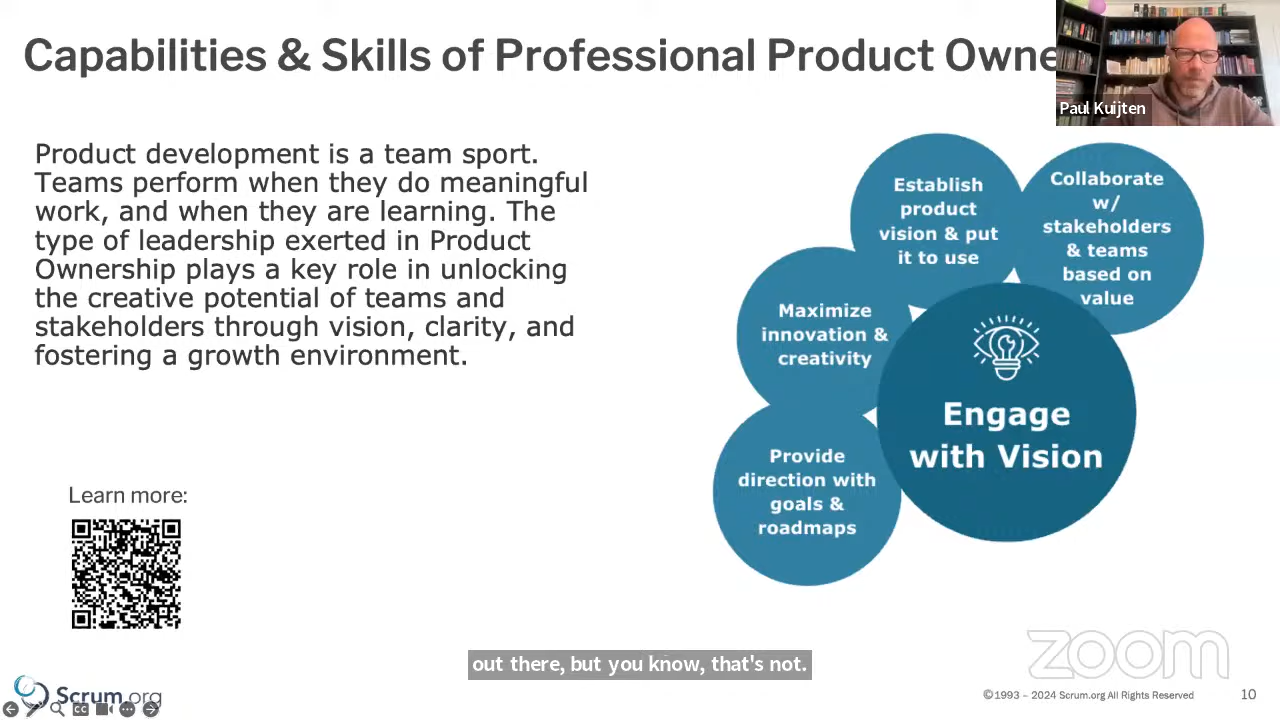 Capabilities & Skills of Professional Product Owne
Paul Kuijten
Product development is a team sport.
Teams perform when they do meaningful
work, and when they are learning. The
type of leadership exerted in Product
Ownership plays a key role in unlocking
the creative potential of teams and
stakeholders through vision, clarity, and
fostering a growth environment.
Establish
product
vision & put
it to use
Collaborate
w/
stakeholders
& teams
based on
value
Maximize
innovation &
creativity
Provide
direction with
goals &
roadmaps
Engage
with Vision
Learn more:
out there, but you know, that's not.
zoom
Scrum.org
©1993 – 2024 Scrum.org All Rights Reserved
10